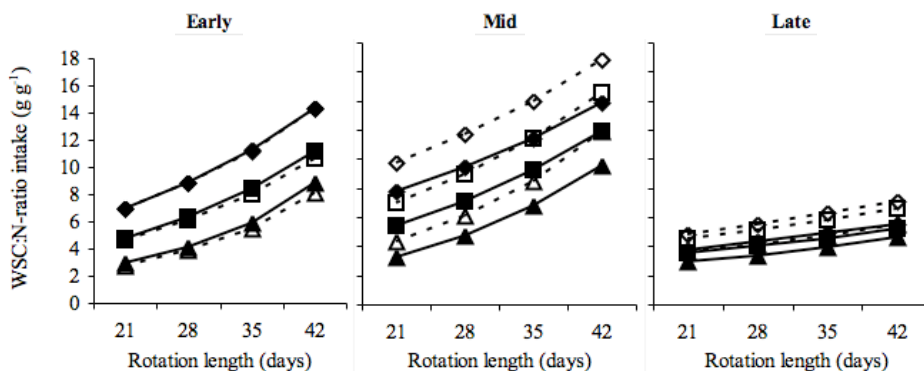 Early
Mid
Late
WSC:N-ratio intake (g g-1)
18
16
14
12
10
8
6
4
2
0
21 28 35 42
21 28 35 42
21 28 35 42
Rotation length (days)
Rotation length (days)
Rotation length (days)